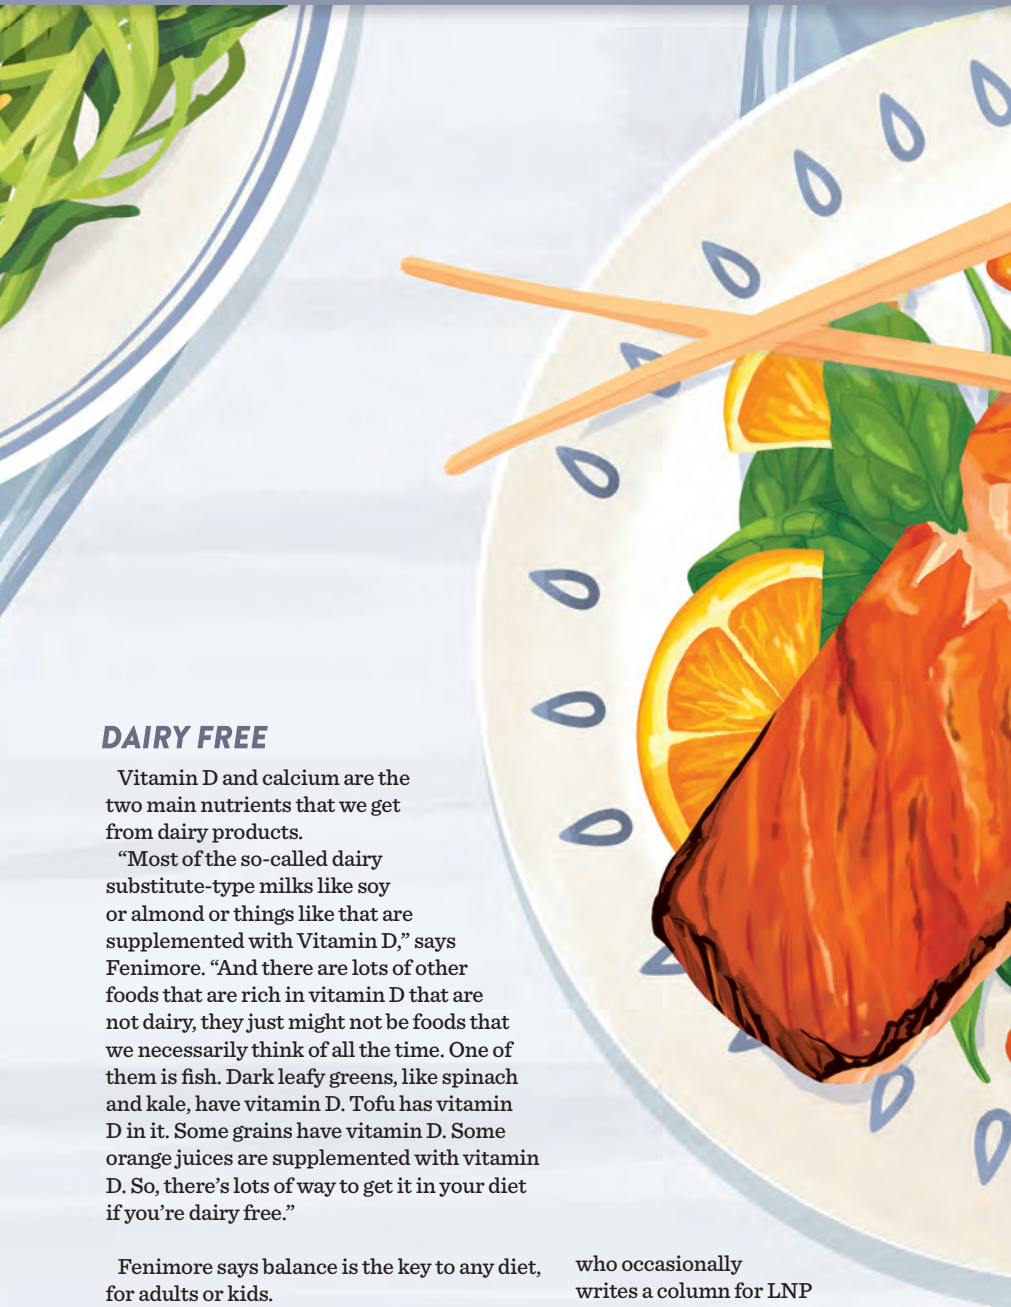 DAIRY FREE
Vitamin D and calcium are the
two main nutrients that we get
from dairy products.
“Most of the so-called dairy
substitute-type milks like soy
or almond or things like that are
supplemented with Vitamin D,” says
Fenimore. “And there are lots of other
foods that are rich in vitamin D that are
not dairy, they just might not be foods that
we necessarily think of all the time. One of
them is fish. Dark leafy greens, like spinach
and kale, have vitamin D. Tofu has vitamin
D in it. Some grains have vitamin D. Some
orange juices are supplemented with vitamin
D. So, there’s lots of way to get it in your diet
if you’re dairy free.”
Fenimore says balance is the key to any diet,
for adults or kids.
who occasionally
writes a column for LNP